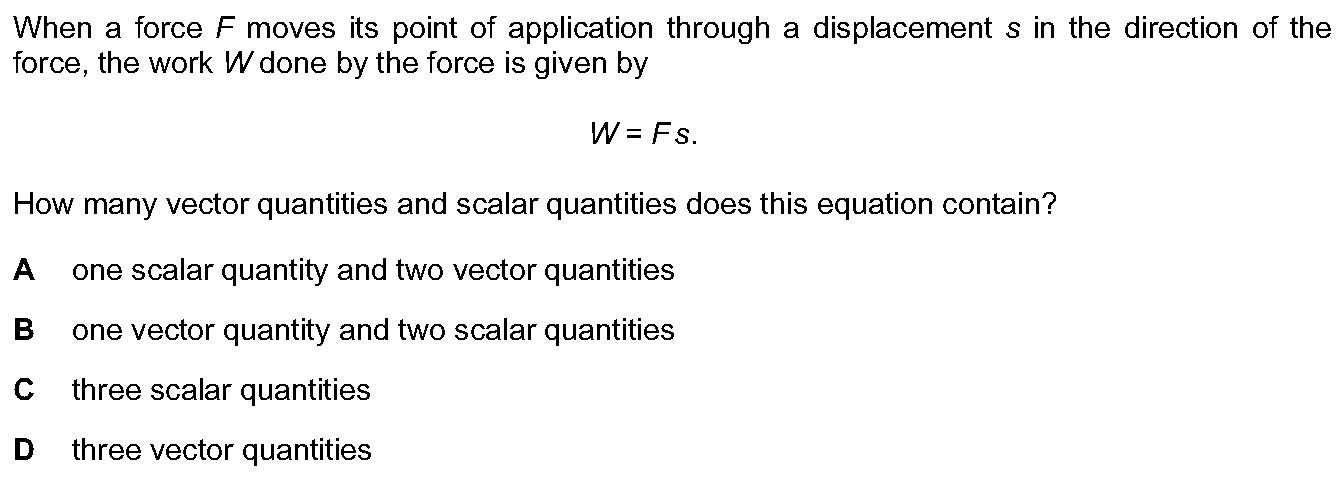 When a force F moves its point of application through a displacement s in the direction of the
force, the work W done by the force is given by
W = Fs.
How many vector quantities and scalar quantities does this equation contain?
A one scalar quantity and two vector quantities
B one vector quantity and two scalar quantities
C three scalar quantities
D three vector quantities